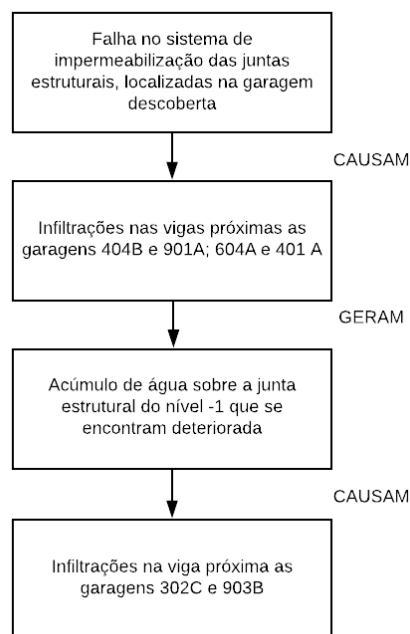 Falha no sistema de
impermeabilização das juntas
estruturais, localizadas na garagem
descoberta
CAUSAM
Infiltrações nas vigas próximas as
garagens 404B e 901A; 604A e 401 A
GERAM
Acúmulo de água sobre a junta
estrutural do nível -1 que se
encontram deteriorada
CAUSAM
Infiltrações na viga próxima as
garagens 302C e 903B